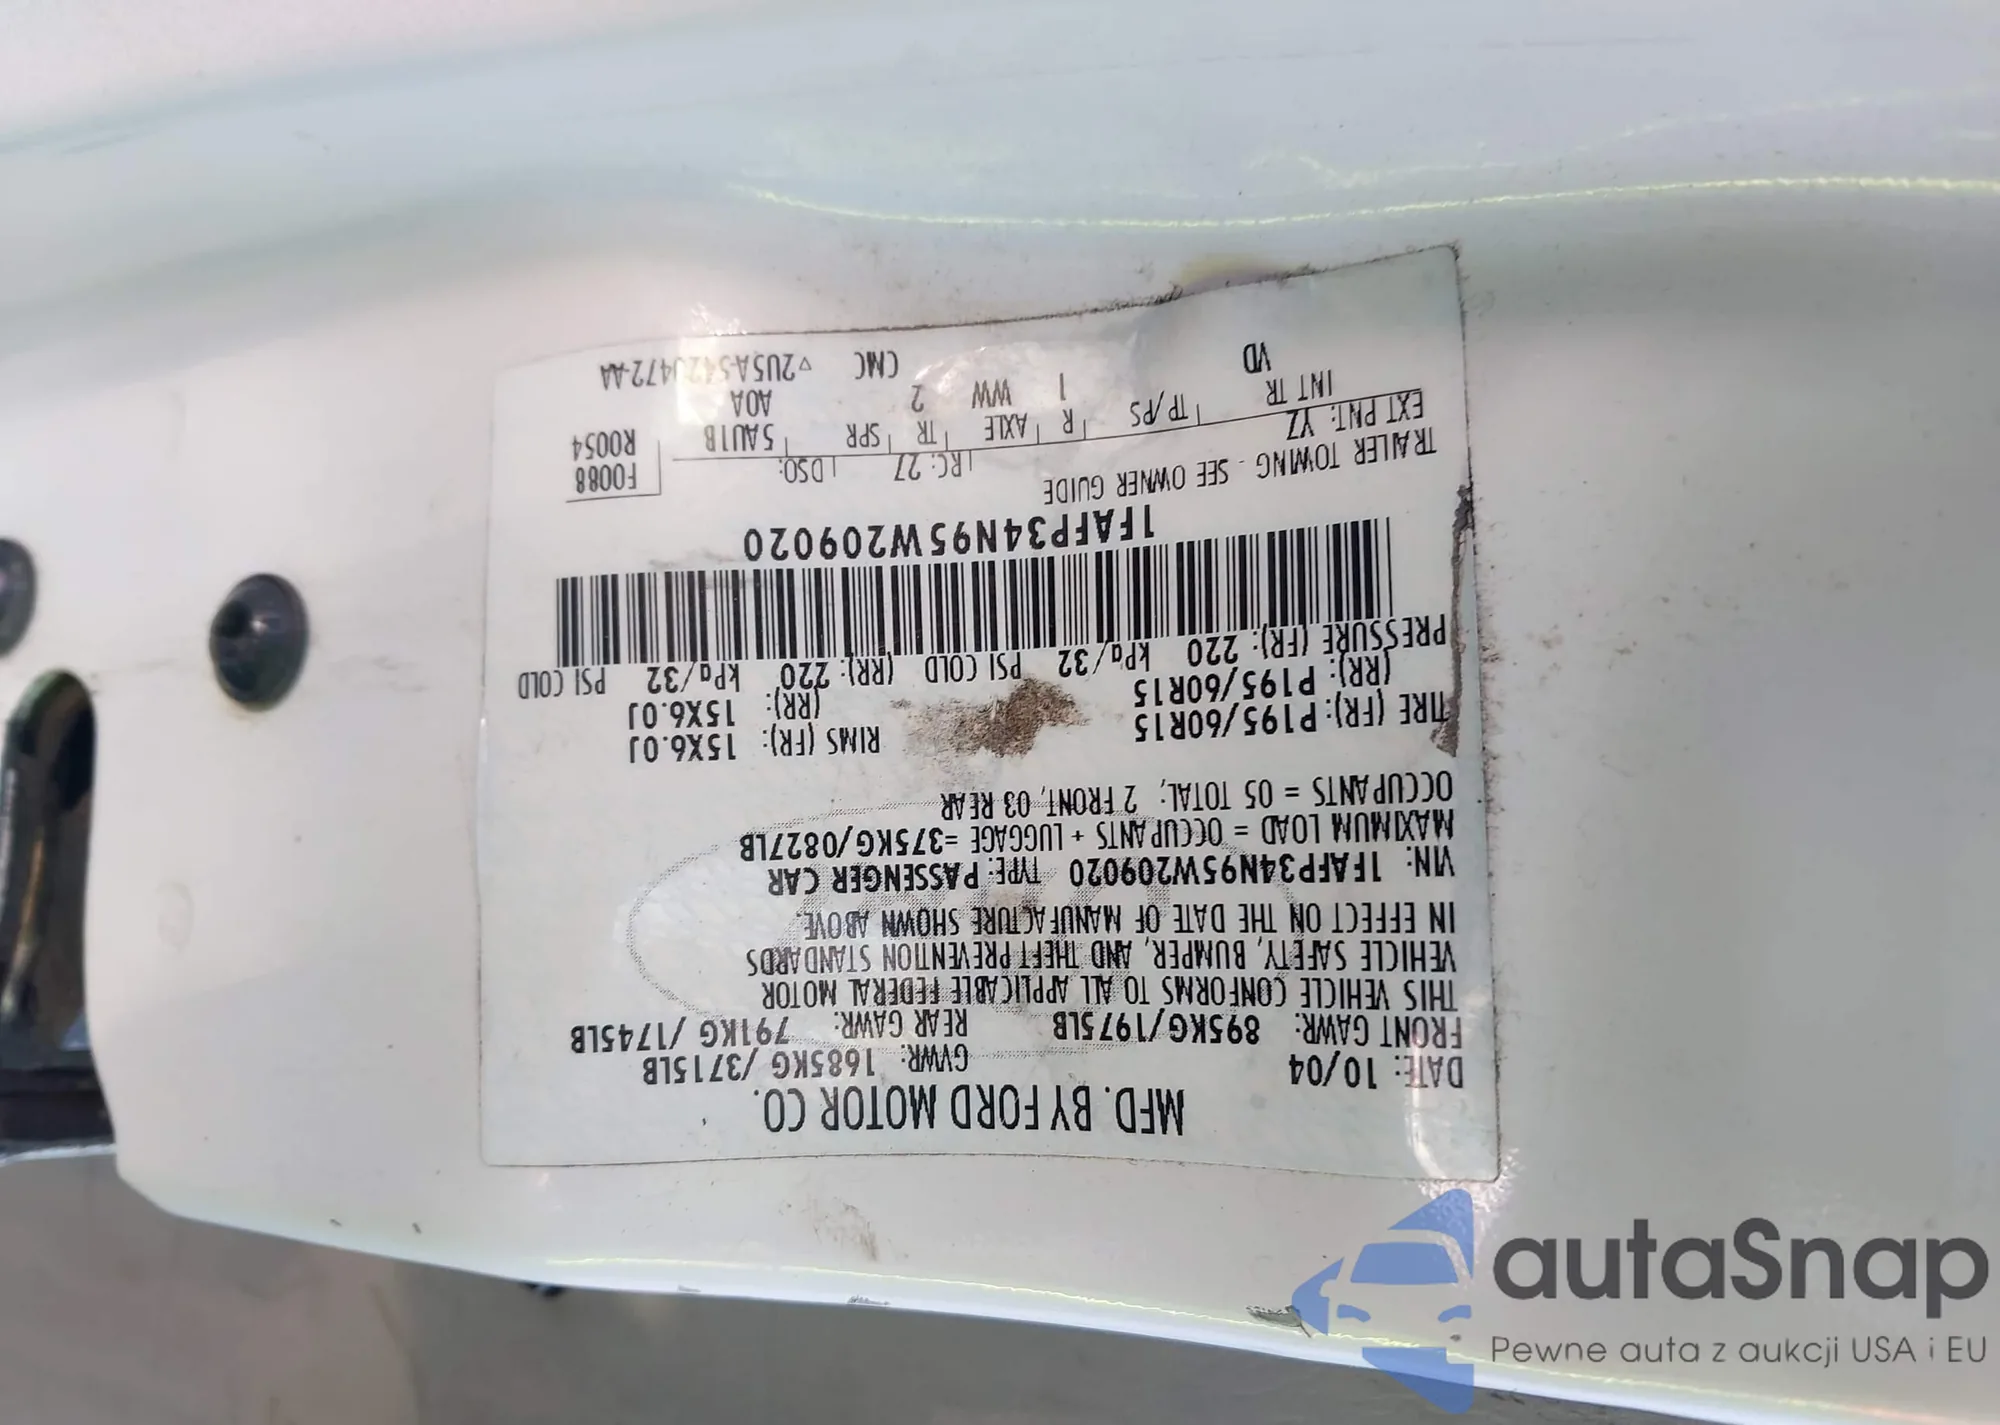 MFD. BY FORD MOTOR CO.
DATE: 10/04 GVWR: 1685KG /3715LB
FRONT GAWR: 895KG/1975LB REAR GAWR: 791KG /1745LB
THIS VEHICLE CONFORMS TO ALL APPLICABLE FEDERAL MOTOR
VEHICLE SAFETY, BUMPER, AND THEFT PREVENTION STANDARDS
IN EFFECT ON THE DATE OF MANUFACTURE SHOWN ABOVE.
VIN: 1FAFP34N95W209020 TYPE: PASSENGER CAR
MAXIMUM LOAD = OCCUPANTS + LUGGAGE =375KG/0827LB
OCCUPANTS = 05 TOTAL; 2 FRONT, 03 REAR
TIRE (FR): P195/60R15 RIMS (FR): 15X6.0J
(RR): P195/60R15 (RR): 15X6.0J
PRESSURE (FR): 220 kPa/32 PSI COLD (RR): 220 kPa/32 PSI COLD
1FAFP34N95W209020
TRAILER TOWING - SEE OWNER GUIDE F0088
EXT PNT: YZ RC: 27 DSO: R0054
INT TR TP/PS R AXLE TR SPR 5AU1B
VD 1 WW 2 AOA
CMC ▽2U5A-5420472-AA
autaSnap
Pewne auta z aukcji USA i EU